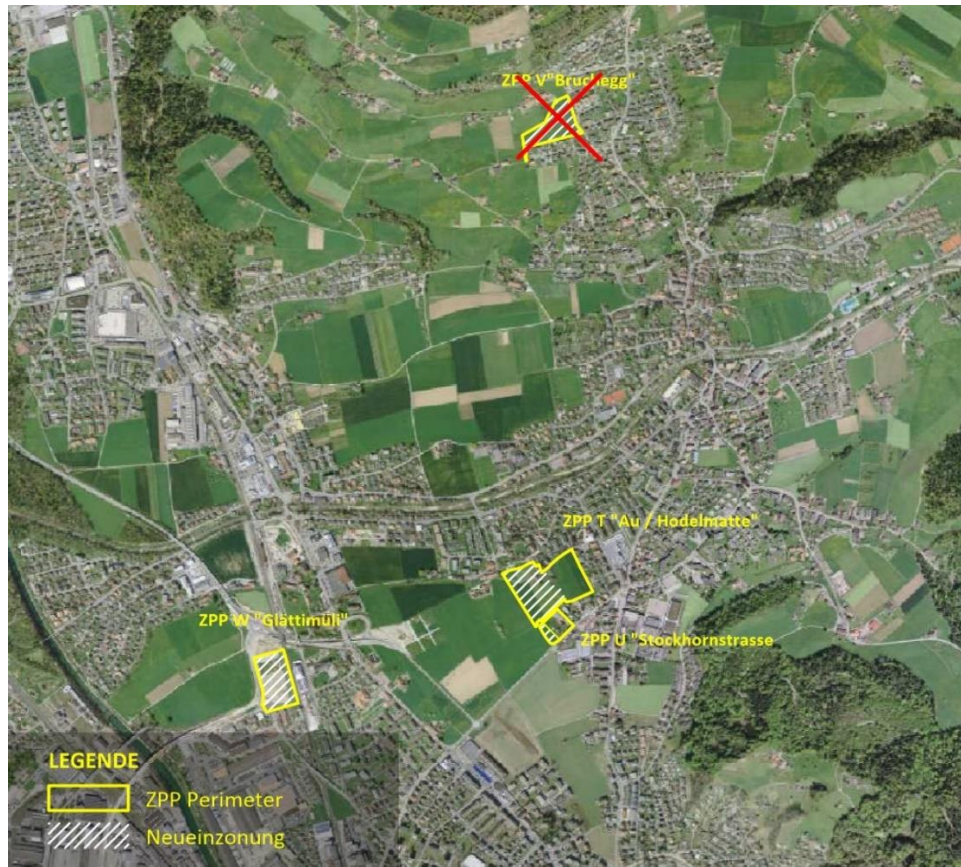 ZPP V"Bruchegg"
ZPP T "Au / Hodelmatte"
ZPP W "Glättimüli"
ZPP U "Stockhornstrasse
LEGENDE
ZPP Perimeter
Neueinzonung